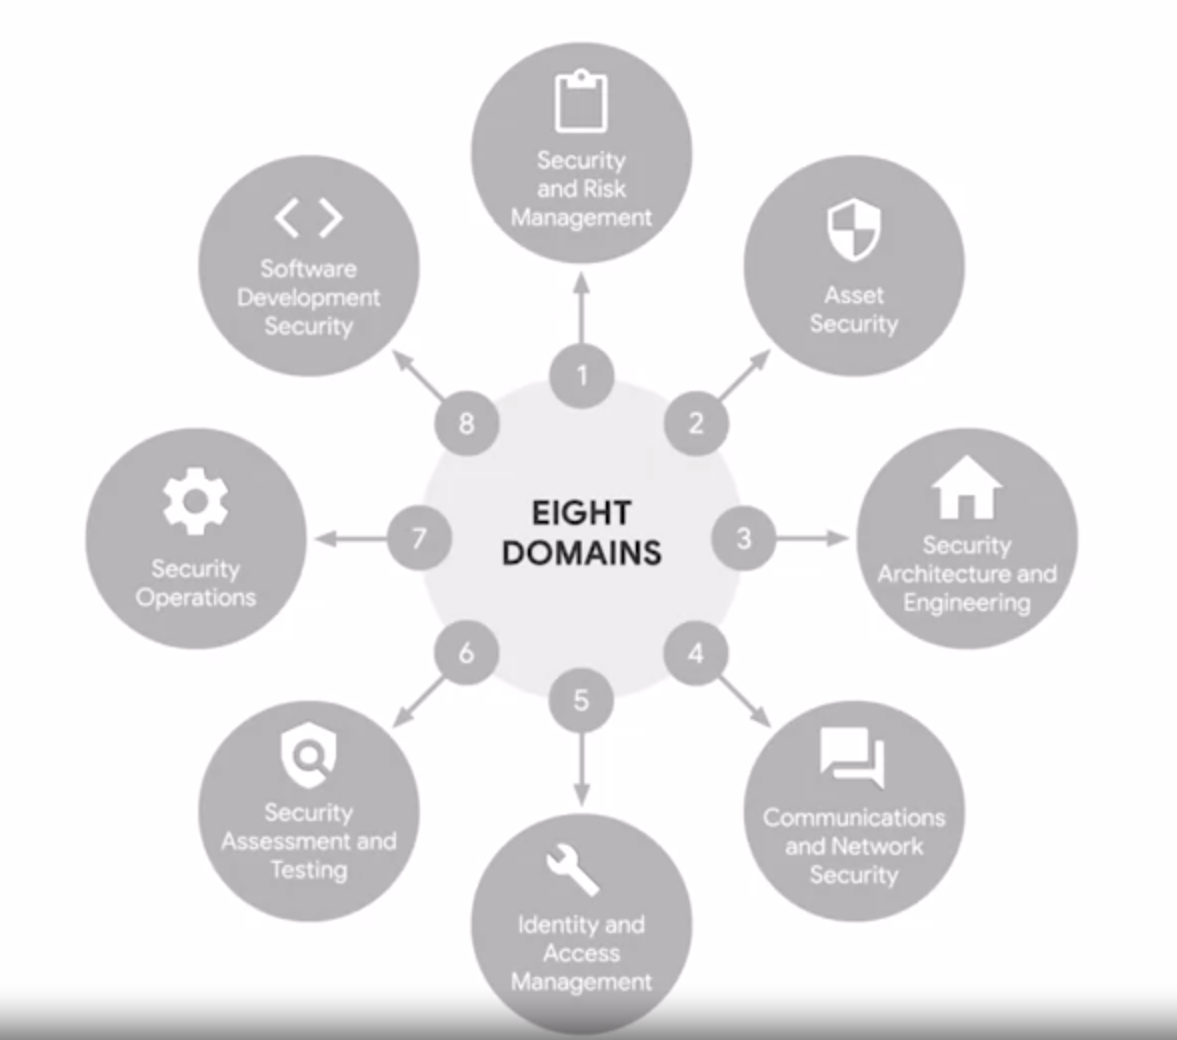 EIGHT
DOMAINS
1
Security
and Risk
Management
2
Asset
Security
3
Security
Architecture and
Engineering
4
Communications
and Network
Security
5
Identity and
Access
Management
6
Security
Assessment and
Testing
7
Security
Operations
8
Software
Development
Security